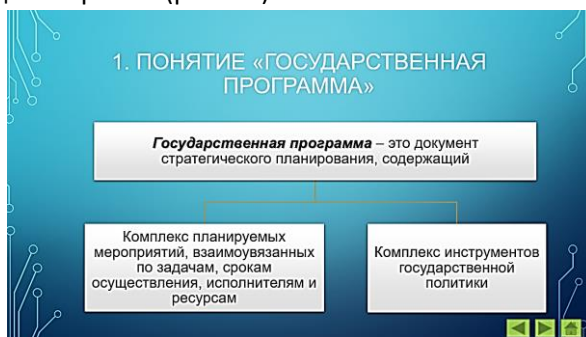 1. ПОНЯТИЕ «ГОСУДАРСТВЕННАЯ
ПРОГРАММА»
Государственная программа – это документ
стратегического планирования, содержащий
Комплекс планируемых
мероприятий, взаимоувязанных
по задачам, срокам
осуществления, исполнителям и
ресурсам
Комплекс инструментов
государственной
политики